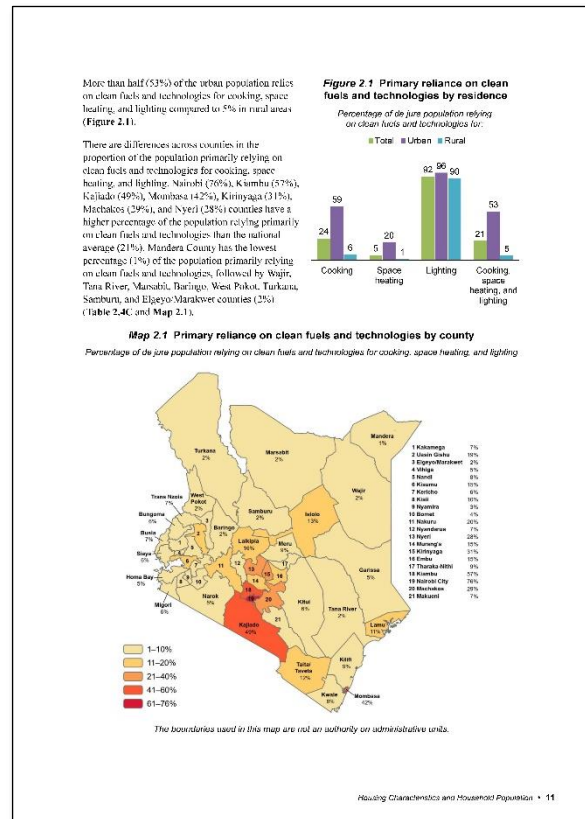 More than half (53%) of the urban population relies
on clean fuels and technologies for cooking, space
heating, and lighting compared to 5% in rural areas
(Figure 2.1).
There are differences across counties in the
proportion of the population primarily relying on
clean fuels and technologies for cooking, space
heating, and lighting. Nairobi (76%), Kiambu (57%),
Kajiado (49%), Mombasa (42%), Kirinyaga (31%),
Machakos (29%), and Nyeri (28%) counties have a
higher percentage of the population relying primarily
on clean fuels and technologies than the national
average (21%). Mandera County has the lowest
percentage (1%) of the population primarily relying
on clean fuels and technologies, followed by Wajir,
Tana River, Marsabit, Baringo, West Pokot, Turkana,
Samburu, and Elgeyo/Marakwet counties (2%)
(Table 2.4C and Map 2.1).
Figure 2.1 Primary reliance on clean
fuels and technologies by residence
Percentage of de jure population relying
on clean fuels and technologies for:
Total Urban Rural
24 59 6
5 20 1
92 96 90
21 53 5
Cooking
Space
heating
Lighting
Cooking,
space
heating, and
lighting
Map 2.1 Primary reliance on clean fuels and technologies by county
Percentage of de jure population relying on clean fuels and technologies for cooking, space heating, and lighting
Mandera
1%
Turkana
2%
Marsabit
2%
Wajir
2%
West
Pokot
2%
Samburu
2%
Isiolo
13%
Trans Nzoia
7%
Bungoma
Busia
7%
Siaya
Homa Bay
5%
Migori
Baringo
2%
Laikipia
16%
Meru
Garissa
5%
Narok
Kajiado
49%
Kitui
Tana River
2%
Lamu
11%
Taita/
Taveta
Kilifi
Kwale
Mombasa
42%
1 2 3 4 5 6 7 8 9 10 11 12 13 14 15 16 17 18 19 20 21
1 Kakamega 7%
2 Uasin Gishu 19%
3 Elgeyo/Marakwet 2%
4 Vihiga 5%
5 Nandi
6 Kisumu 15%
7 Kericho 6%
8 Kisii 10%
9 Nyamira 3%
10 Bomet 4%
11 Nakuru 20%
12 Nyandarua 7%
13 Nyeri 28%
14 Murang'a 15%
15 Kirinyaga 31%
16 Embu 15%
17 Tharaka-Nithi 9%
18 Kiambu 57%
19 Nairobi City 76%
20 Machakos 29%
21 Makueni 7%
1–10%
11–20%
21–40%
41–60%
61–76%
The boundaries used in this map are not an authority on administrative units.
Housing Characteristics and Household Population • 11